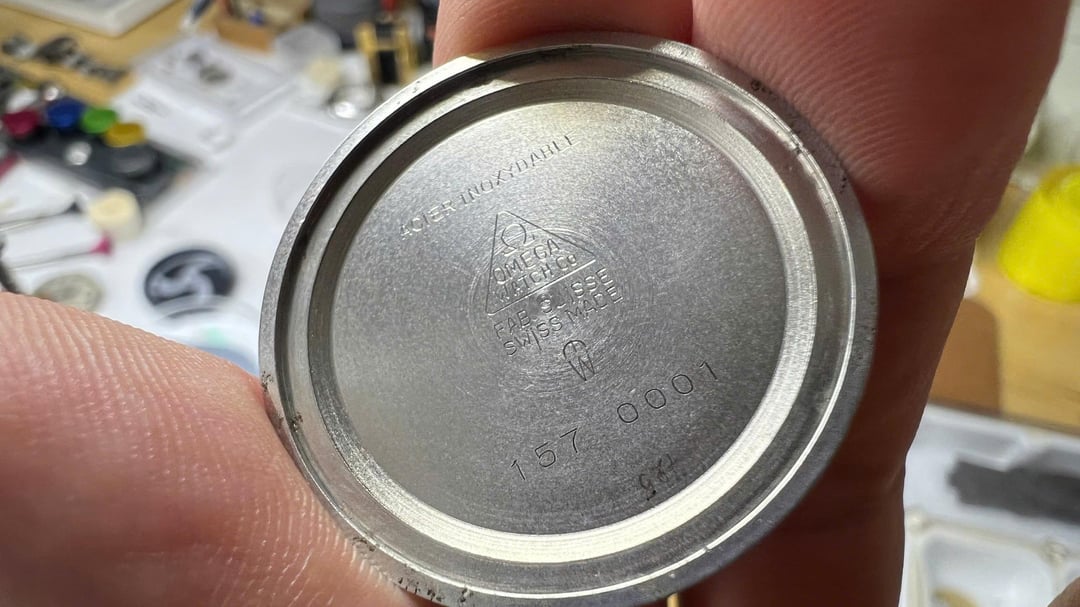 ACIER INOXYDABLE
Ω
OMEGA
WATCH Co
FAB. SUISSE
SWISS MADE
157 0001